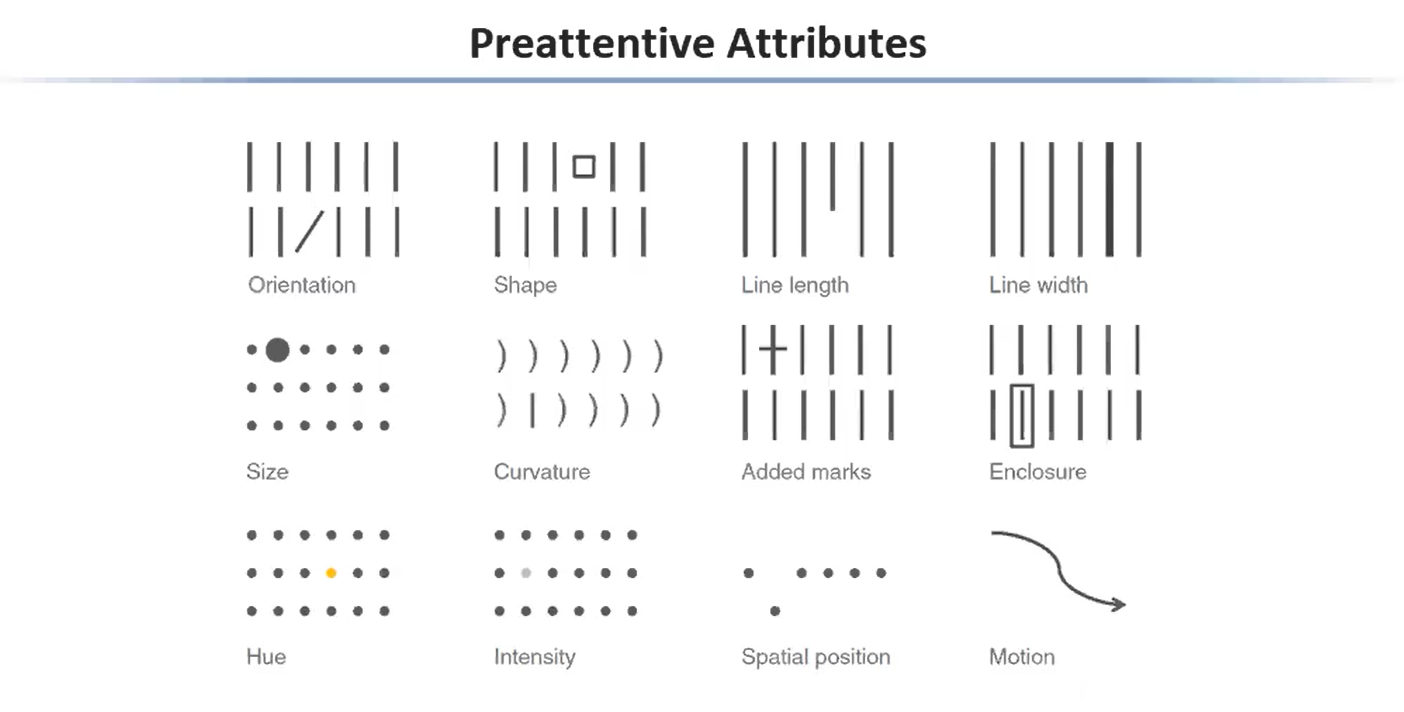 Preattentive Attributes
Orientation
Shape
Line length
Line width
Size
Curvature
Added marks
Enclosure
Hue
Intensity
Spatial position
Motion